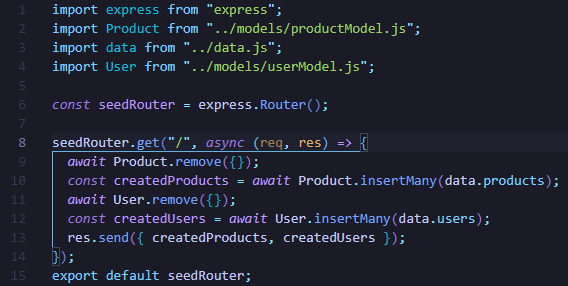 1 import express from "express";
2 import Product from "../models/productModel.js";
3 import data from "../data.js";
4 import User from "../models/userModel.js";
5
6 const seedRouter = express.Router();
7
8 seedRouter.get("/", async (req, res) => {
9 await Product.remove({});
10 const createdProducts = await Product.insertMany(data.products);
11 await User.remove({});
12 const createdUsers = await User.insertMany(data.users);
13 res.send({ createdProducts, createdUsers });
14 });
15 export default seedRouter;